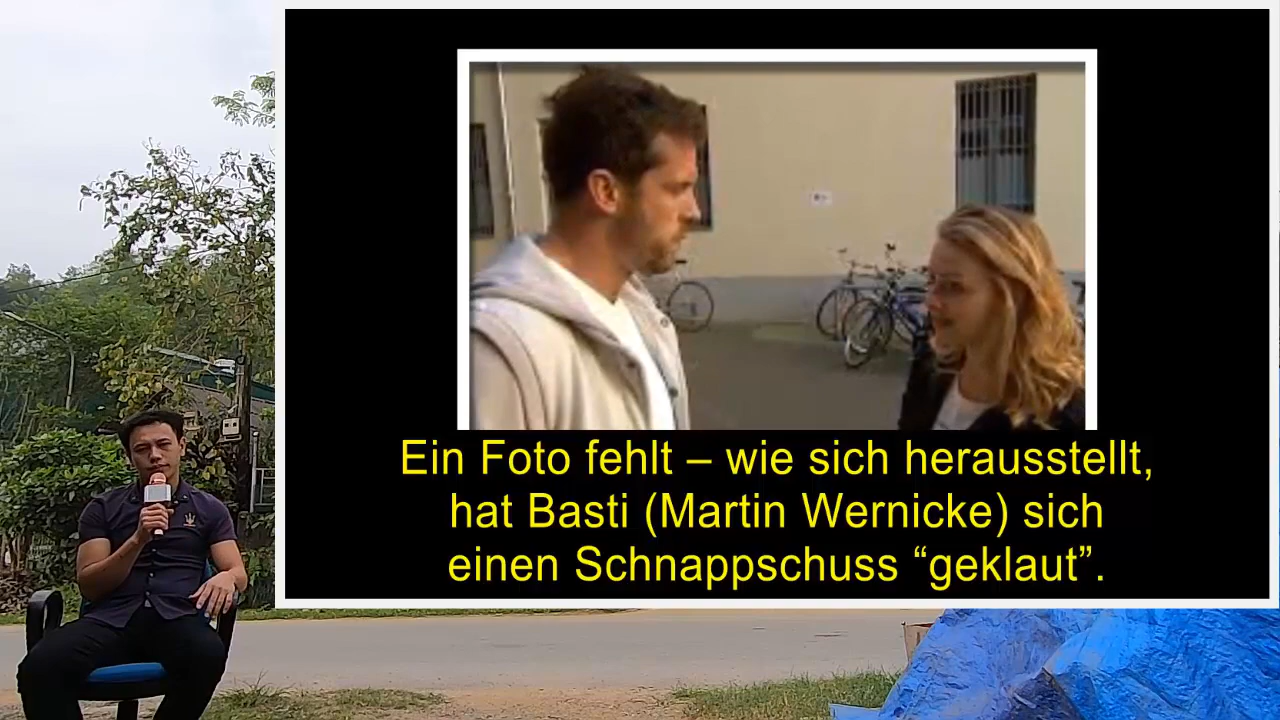 Ein Foto fehlt – wie sich herausstellt,
hat Basti (Martin Wernicke) sich
einen Schnappschuss “geklaut”.